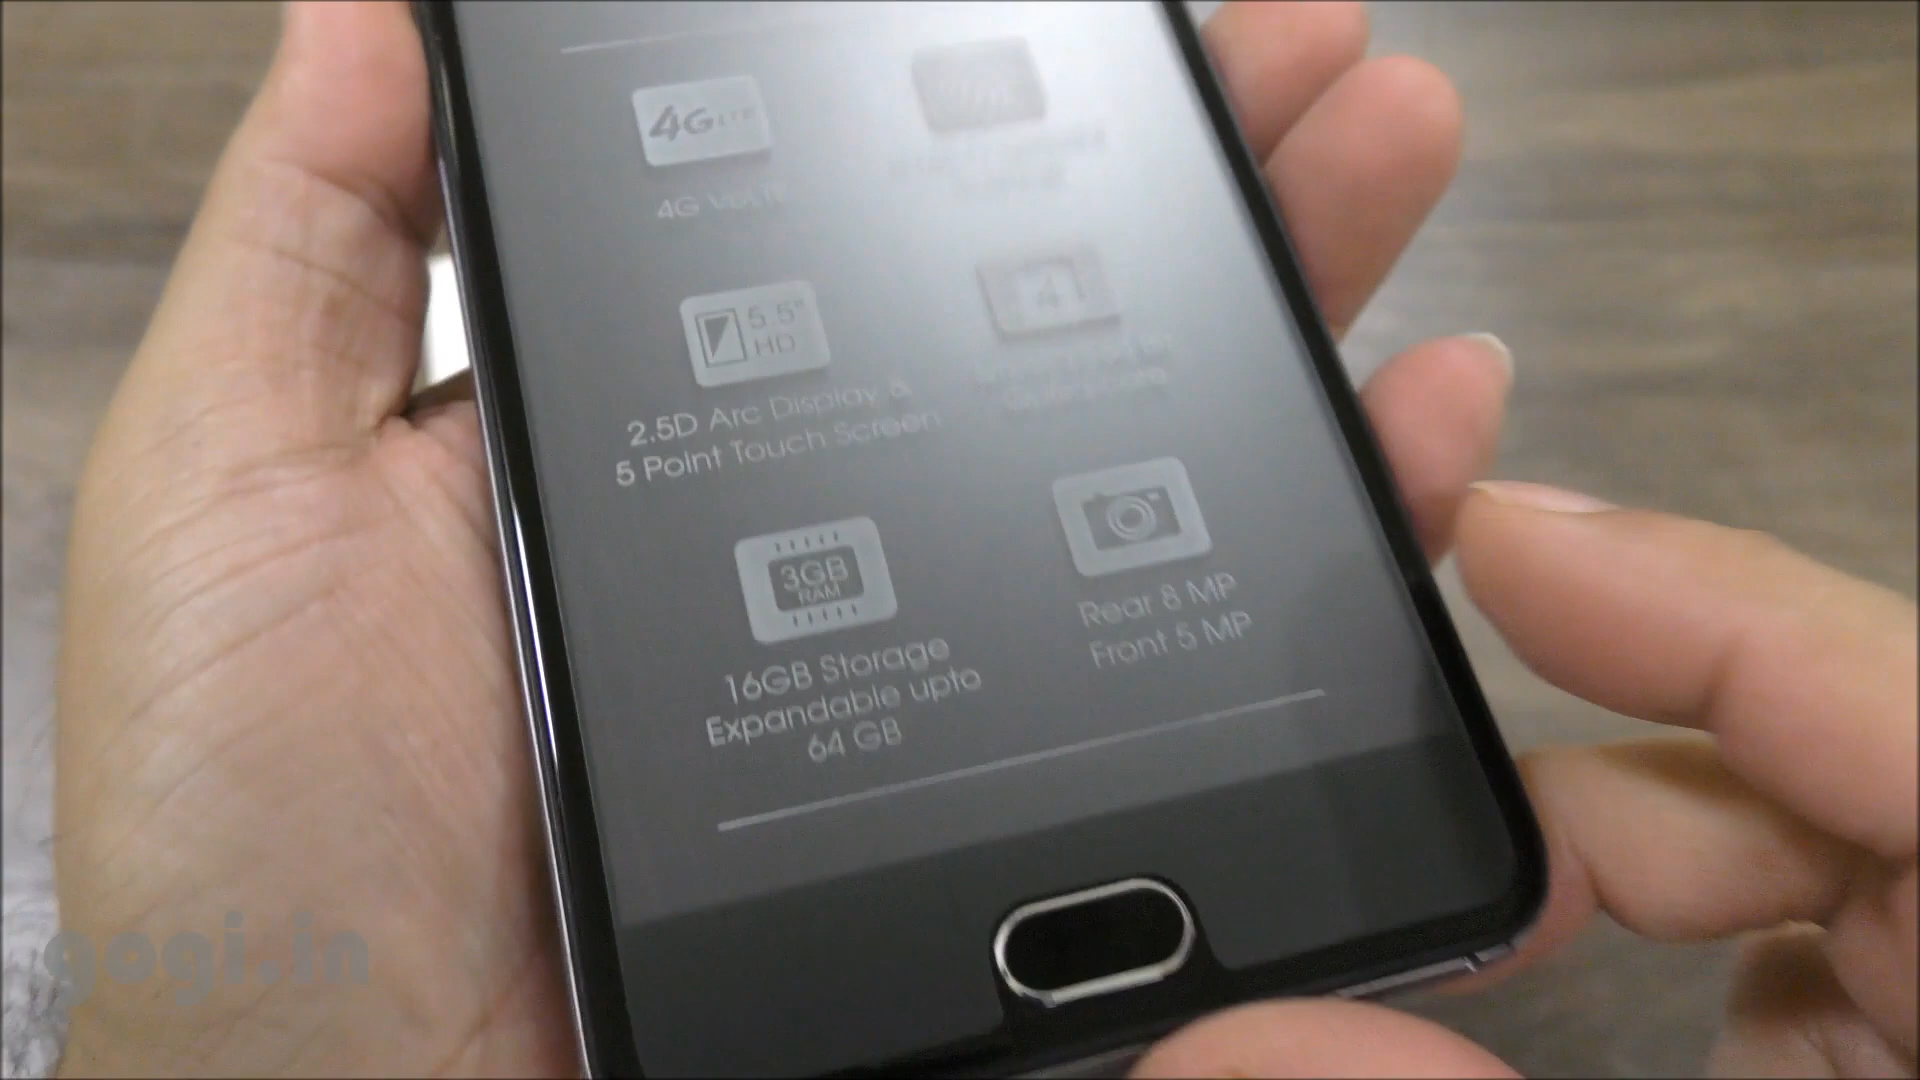 4G LTE
4G VoLTE
5.5"
HD
2.5D Arc Display &
5 Point Touch Screen
3GB
RAM
16GB Storage
Expandable upto
64 GB
Rear 8 MP
Front 5 MP
gogi.in